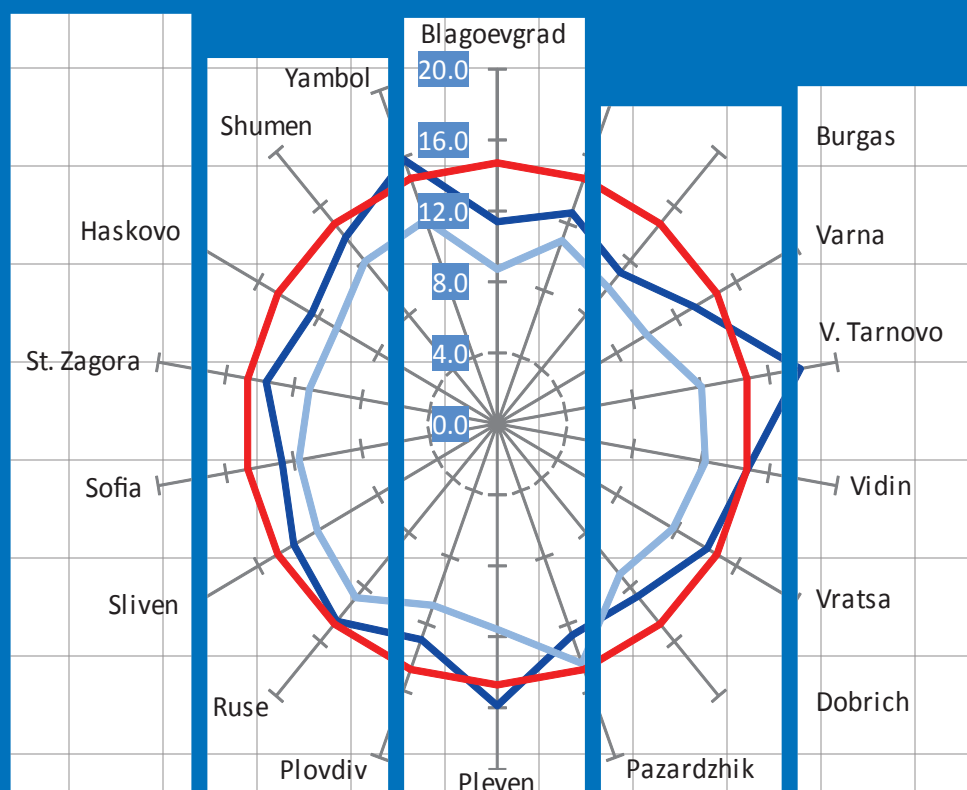 Blagoevgrad
20.0
16.0
12.0
8.0
4.0
0.0
Burgas
Varna
V. Tarnovo
Vidin
Vratsa
Dobrich
Pazardzhik
Pleven
Plovdiv
Ruse
Sliven
Sofia
St. Zagora
Haskovo
Shumen
Yambol